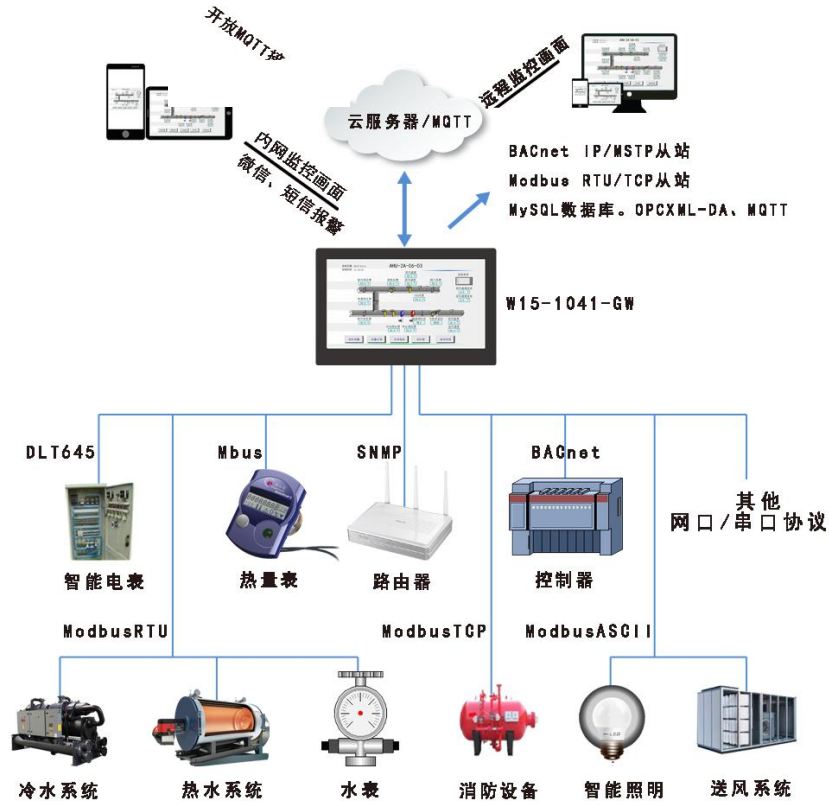 开放MQTT接
远程监控画面
云服务器/MQTT
内网监控画面
微信、短信报警
BACnet IP/MSTP从站
Modbus RTU/TCP从站
MySQL数据库。OPCXML-DA、MQTT
AHU-2A-06-03
W15-1041-GW
DLT645
Mbus
SNMP
BACnet
其他
网口/串口协议
智能电表
热量表
路由器
控制器
ModbusRTU
ModbusTCP
ModbusASCII
冷水系统
热水系统
水表
消防设备
智能照明
送风系统